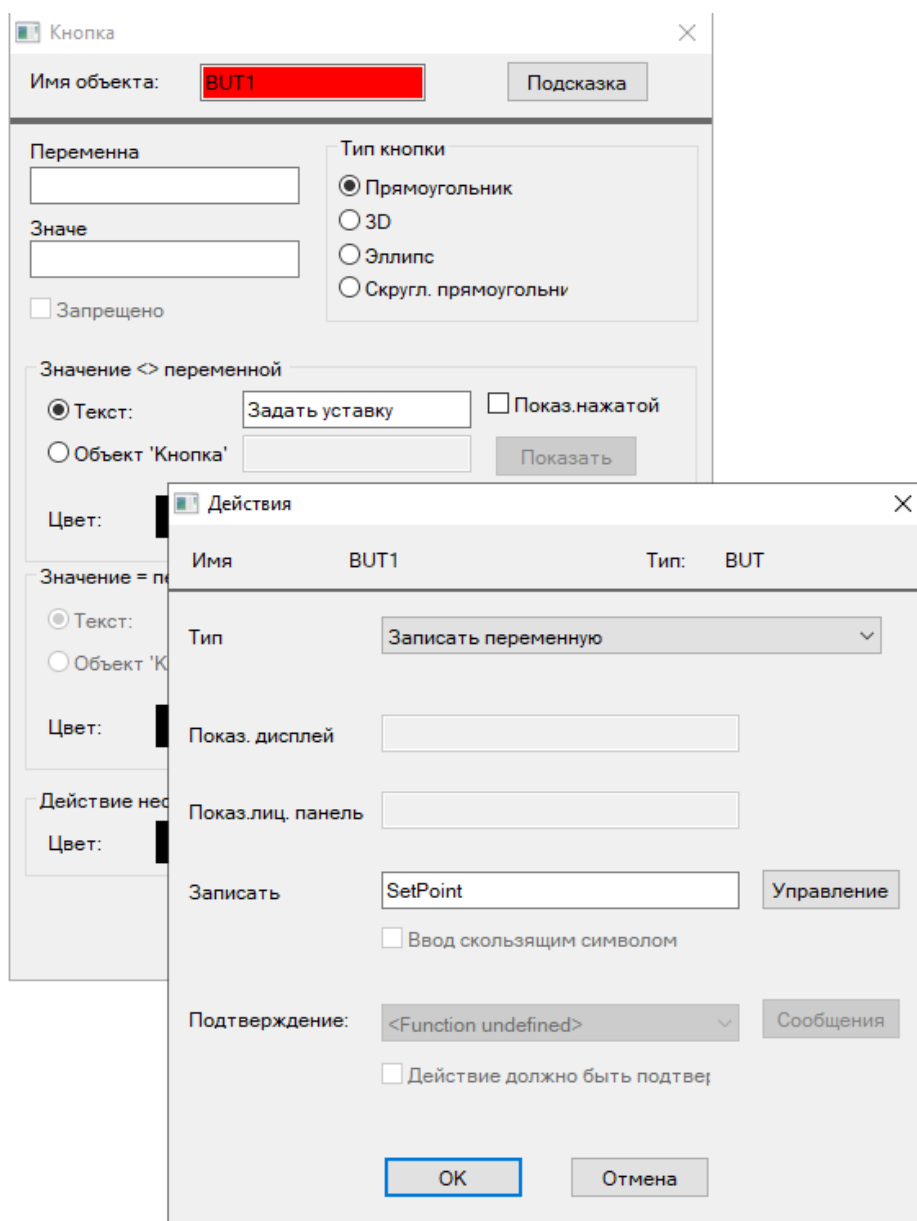 Кнопка
Имя объекта: BUT1 Подсказка
Переменна
Тип кнопки
Прямоугольник
3D
Эллипс
Скругл. прямоугольни
Значе
Запрещено
Значение <> переменной
Текст: Задать уставку Показ.нажатой
Объект 'Кнопка' Показать
Цвет:
Значение = пе
Текст:
Объект 'К
Цвет:
Действие нес
Цвет:
Действия
Имя BUT1 Тип: BUT
Тип Записать переменную
Показ. дисплей
Показ.лиц. панель
Записать SetPoint Управление
Ввод скользящим символом
Подтверждение: <Function undefined> Сообщения
Действие должно быть подтвер
OK Отмена